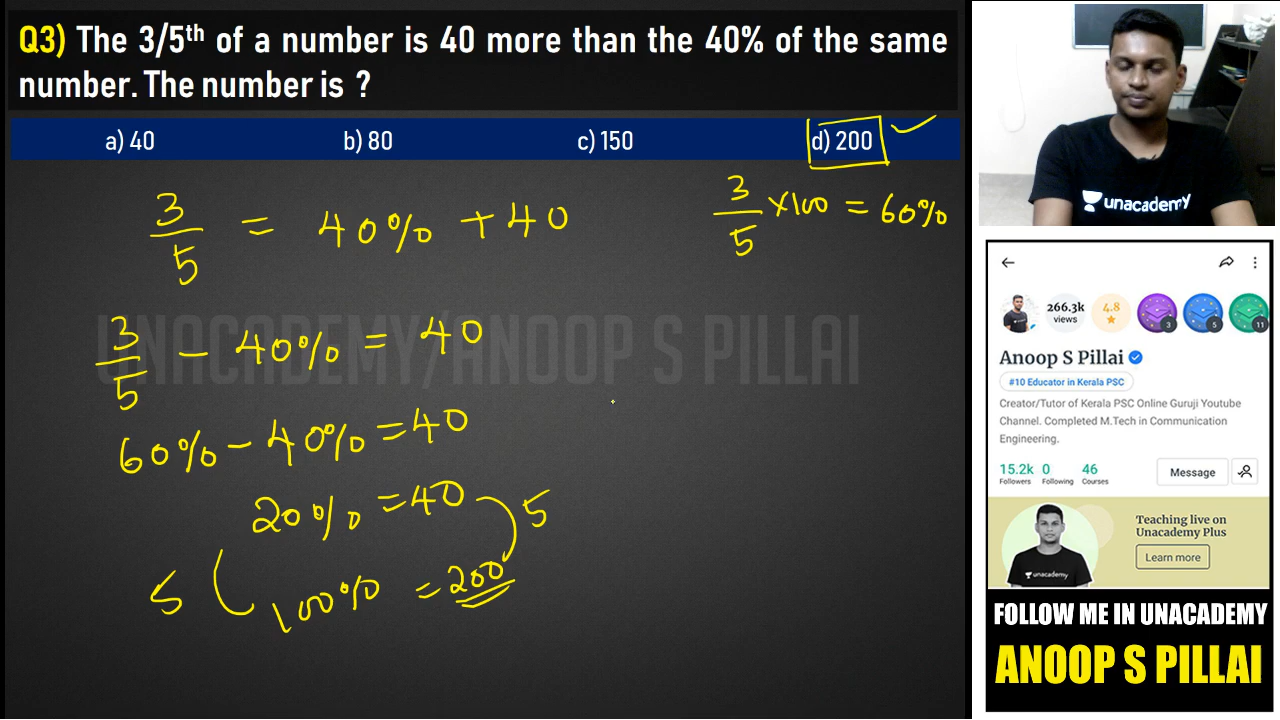 Q3) The 3/5th of a number is 40 more than the 40% of the same
number. The number is ?
a) 40 b) 80 c) 150 d) 200
3/5 = 40% + 40
3/5 × 100 = 60%
3/5 - 40% = 40
60% - 40% = 40
20% = 40
5
5
100% = 200
UNACADEMY/ANOOP S PILLAI
unacademy
266.3k
views
4.8
3
5
11
Anoop S Pillai
#10 Educator in Kerala PSC
Creator/Tutor of Kerala PSC Online Guruji Youtube
Channel. Completed M.Tech in Communication
Engineering.
15.2k 0 46
Followers Following Courses
Message
Teaching live on
Unacademy Plus
Learn more
unacademy
FOLLOW ME IN UNACADEMY
ANOOP S PILLAI